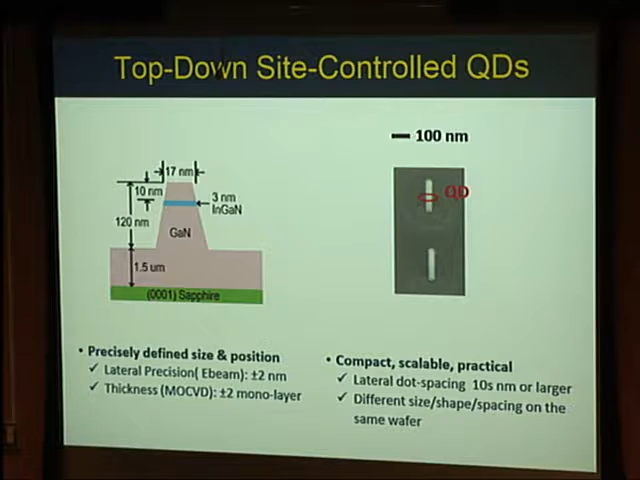 Top-Down Site-Controlled QDs
17 nm
10 nm
3 nm
InGaN
120 nm
GaN
1.5 um
(0001) Sapphire
100 nm
QD
• Precisely defined size & position
✓ Lateral Precision( Ebeam): ±2 nm
✓ Thickness (MOCVD): ±2 mono-layer
• Compact, scalable, practical
✓ Lateral dot-spacing 10s nm or larger
✓ Different size/shape/spacing on the
same wafer